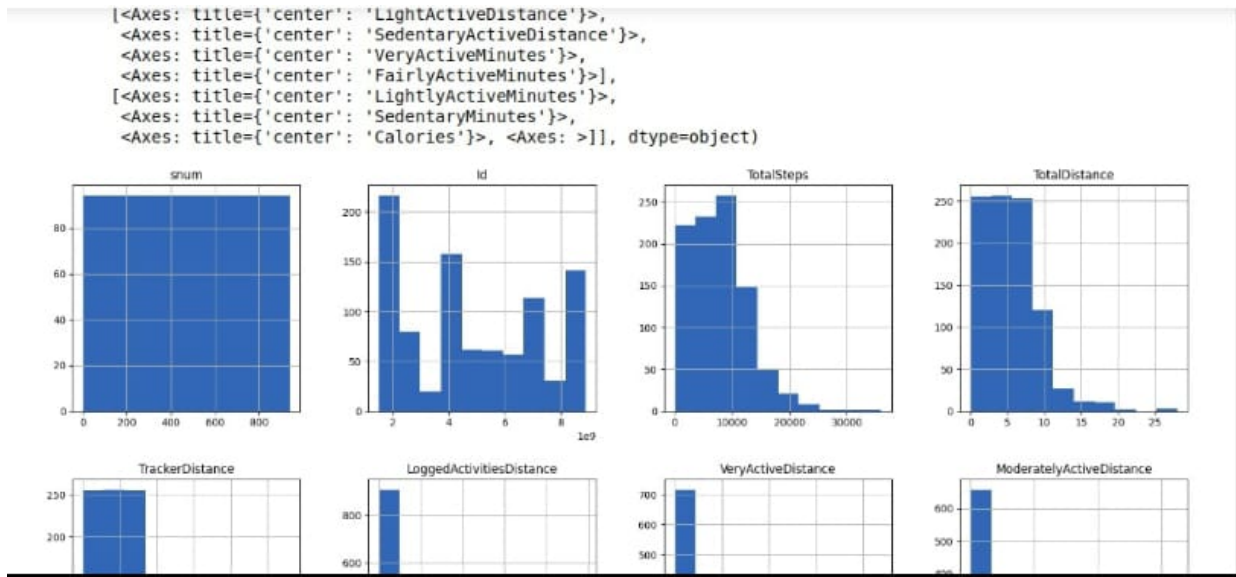 [<Axes: title={'center': 'LightActiveDistance'}>,
<Axes: title={'center': 'SedentaryActiveDistance'}>,
<Axes: title={'center': 'VeryActiveMinutes'}>,
<Axes: title={'center': 'FairlyActiveMinutes'}>],
[<Axes: title={'center': 'LightlyActiveMinutes'}>,
<Axes: title={'center': 'SedentaryMinutes'}>,
<Axes: title={'center': 'Calories'}>, <Axes: >]], dtype=object)
snum
80
60
40
20
0
0 200 400 600 800
Id
200
150
100
50
0
2 4 6 8
1e9
TotalSteps
250
200
150
100
50
0
0 10000 20000 30000
TotalDistance
250
200
150
100
50
0
0 5 10 15 20 25
TrackerDistance
250
200
LoggedActivitiesDistance
800
600
VeryActiveDistance
700
600
500
ModeratelyActiveDistance
600
500